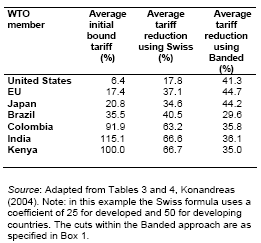 WTO member Average initial bound tariff (%) Average tariff reduction using Swiss (%) Average tariff reduction using Banded (%)
United States 6.4 17.8 41.3
EU 17.4 37.1 44.7
Japan 20.8 34.6 44.2
Brazil 35.5 40.5 29.6
Colombia 91.9 63.2 35.8
India 115.1 66.6 36.1
Kenya 100.0 66.7 35.0
Source: Adapted from Tables 3 and 4, Konandreas
(2004). Note: in this example the Swiss formula uses a
coefficient of 25 for developed and 50 for developing
countries. The cuts within the Banded approach are as
specified in Box 1.